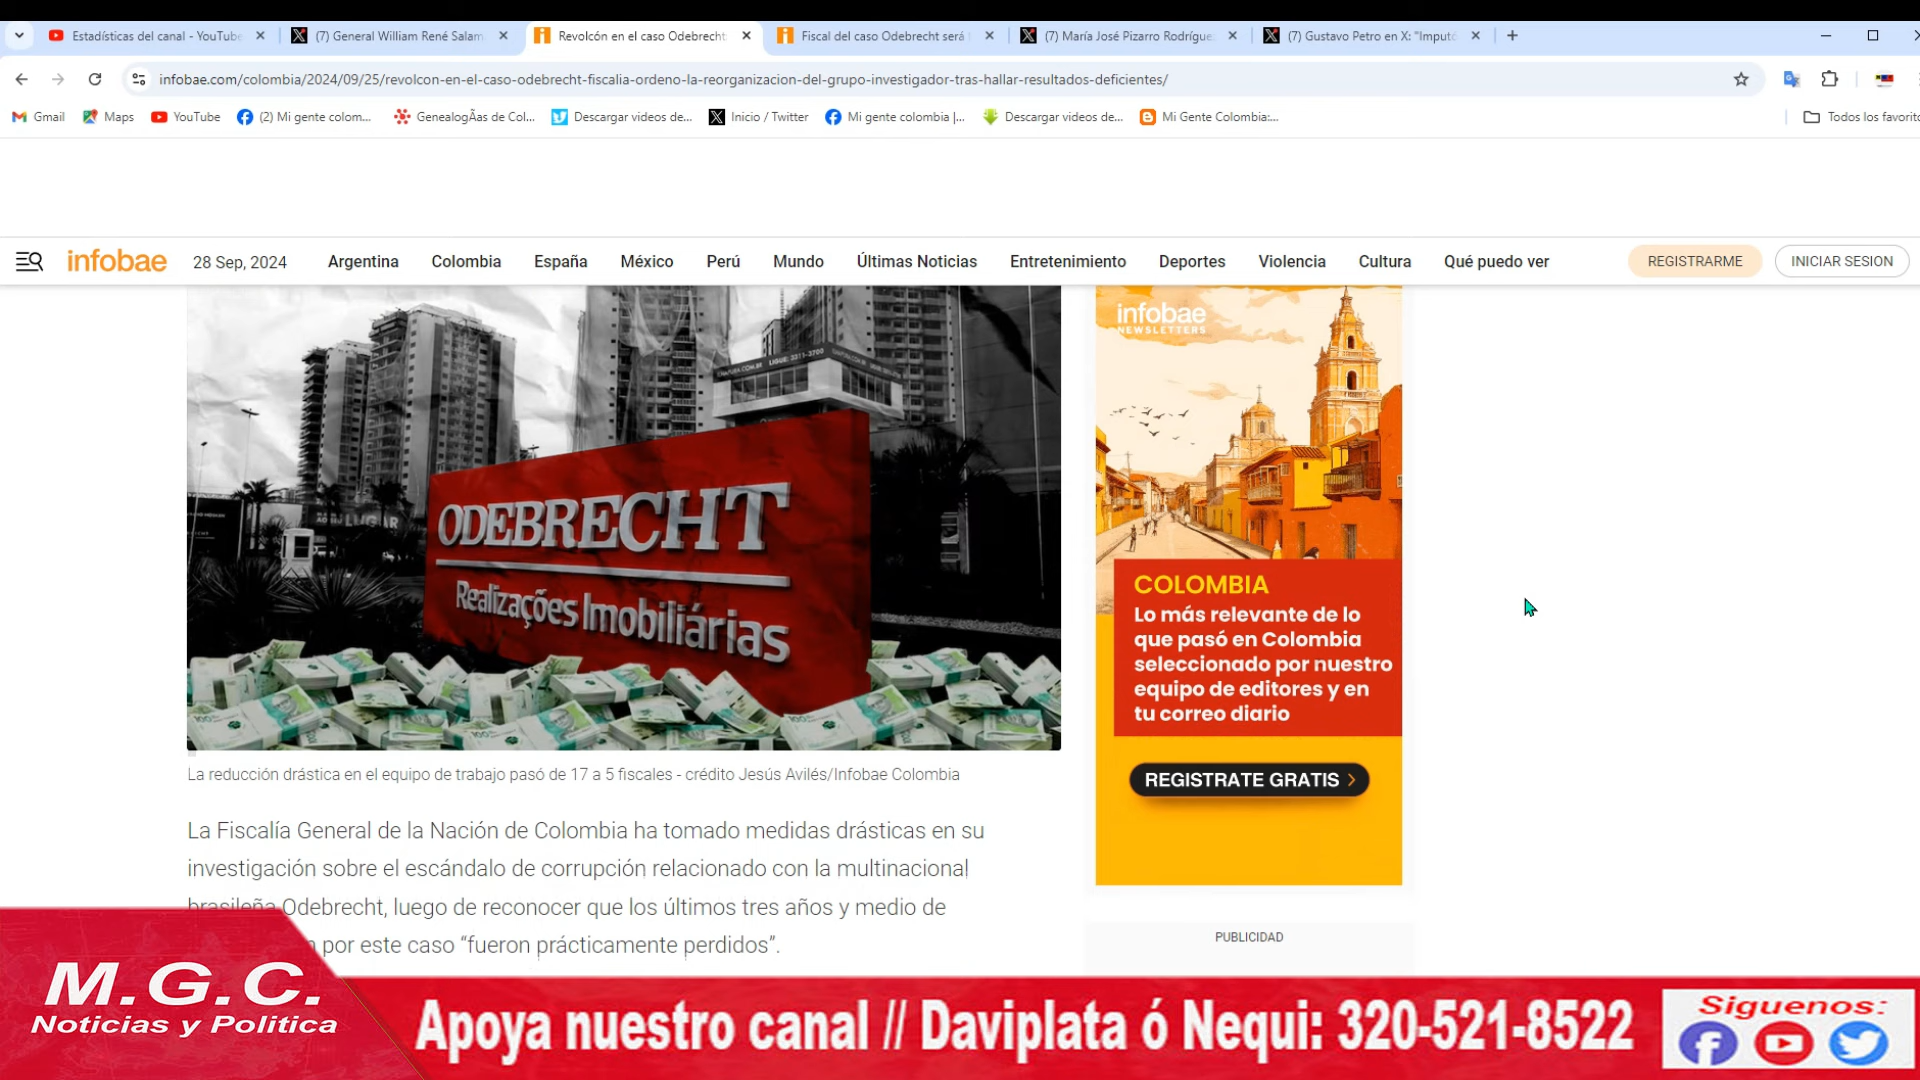 Estadísticas del canal - YouTube
(7) General William René Salam
Revolcón en el caso Odebrecht:
Fiscal del caso Odebrecht será
(7) María José Pizarro Rodrígue
(7) Gustavo Petro en X: "Imputó
infobae.com/colombia/2024/09/25/revolcon-en-el-caso-odebrecht-fiscalia-ordeno-la-reorganizacion-del-grupo-investigador-tras-hallar-resultados-deficientes/
Gmail
Maps
YouTube
(2) Mi gente colom...
GenealogÃas de Col...
Descargar videos de...
Inicio / Twitter
Mi gente colombia |...
Descargar videos de...
Mi Gente Colombia:...
Todos los favorito
infobae
28 Sep, 2024
Argentina
Colombia
España
México
Perú
Mundo
Últimas Noticias
Entretenimiento
Deportes
Violencia
Cultura
Qué puedo ver
REGISTRARME
INICIAR SESION
LIGUE: 3311-3700
LUGAR
ODEBRECHT
Realizações Imobiliárias
infobae
NEWSLETTERS
COLOMBIA
Lo más relevante de lo
que pasó en Colombia
seleccionado por nuestro
equipo de editores y en
tu correo diario
REGISTRATE GRATIS
La reducción drástica en el equipo de trabajo pasó de 17 a 5 fiscales - crédito Jesús Avilés/Infobae Colombia
La Fiscalía General de la Nación de Colombia ha tomado medidas drásticas en su
investigación sobre el escándalo de corrupción relacionado con la multinacional
brasileña Odebrecht, luego de reconocer que los últimos tres años y medio de
por este caso “fueron prácticamente perdidos”.
PUBLICIDAD
M.G.C.
Noticias y Politica
Apoya nuestro canal // Daviplata ó Nequi: 320-521-8522
Siguenos: